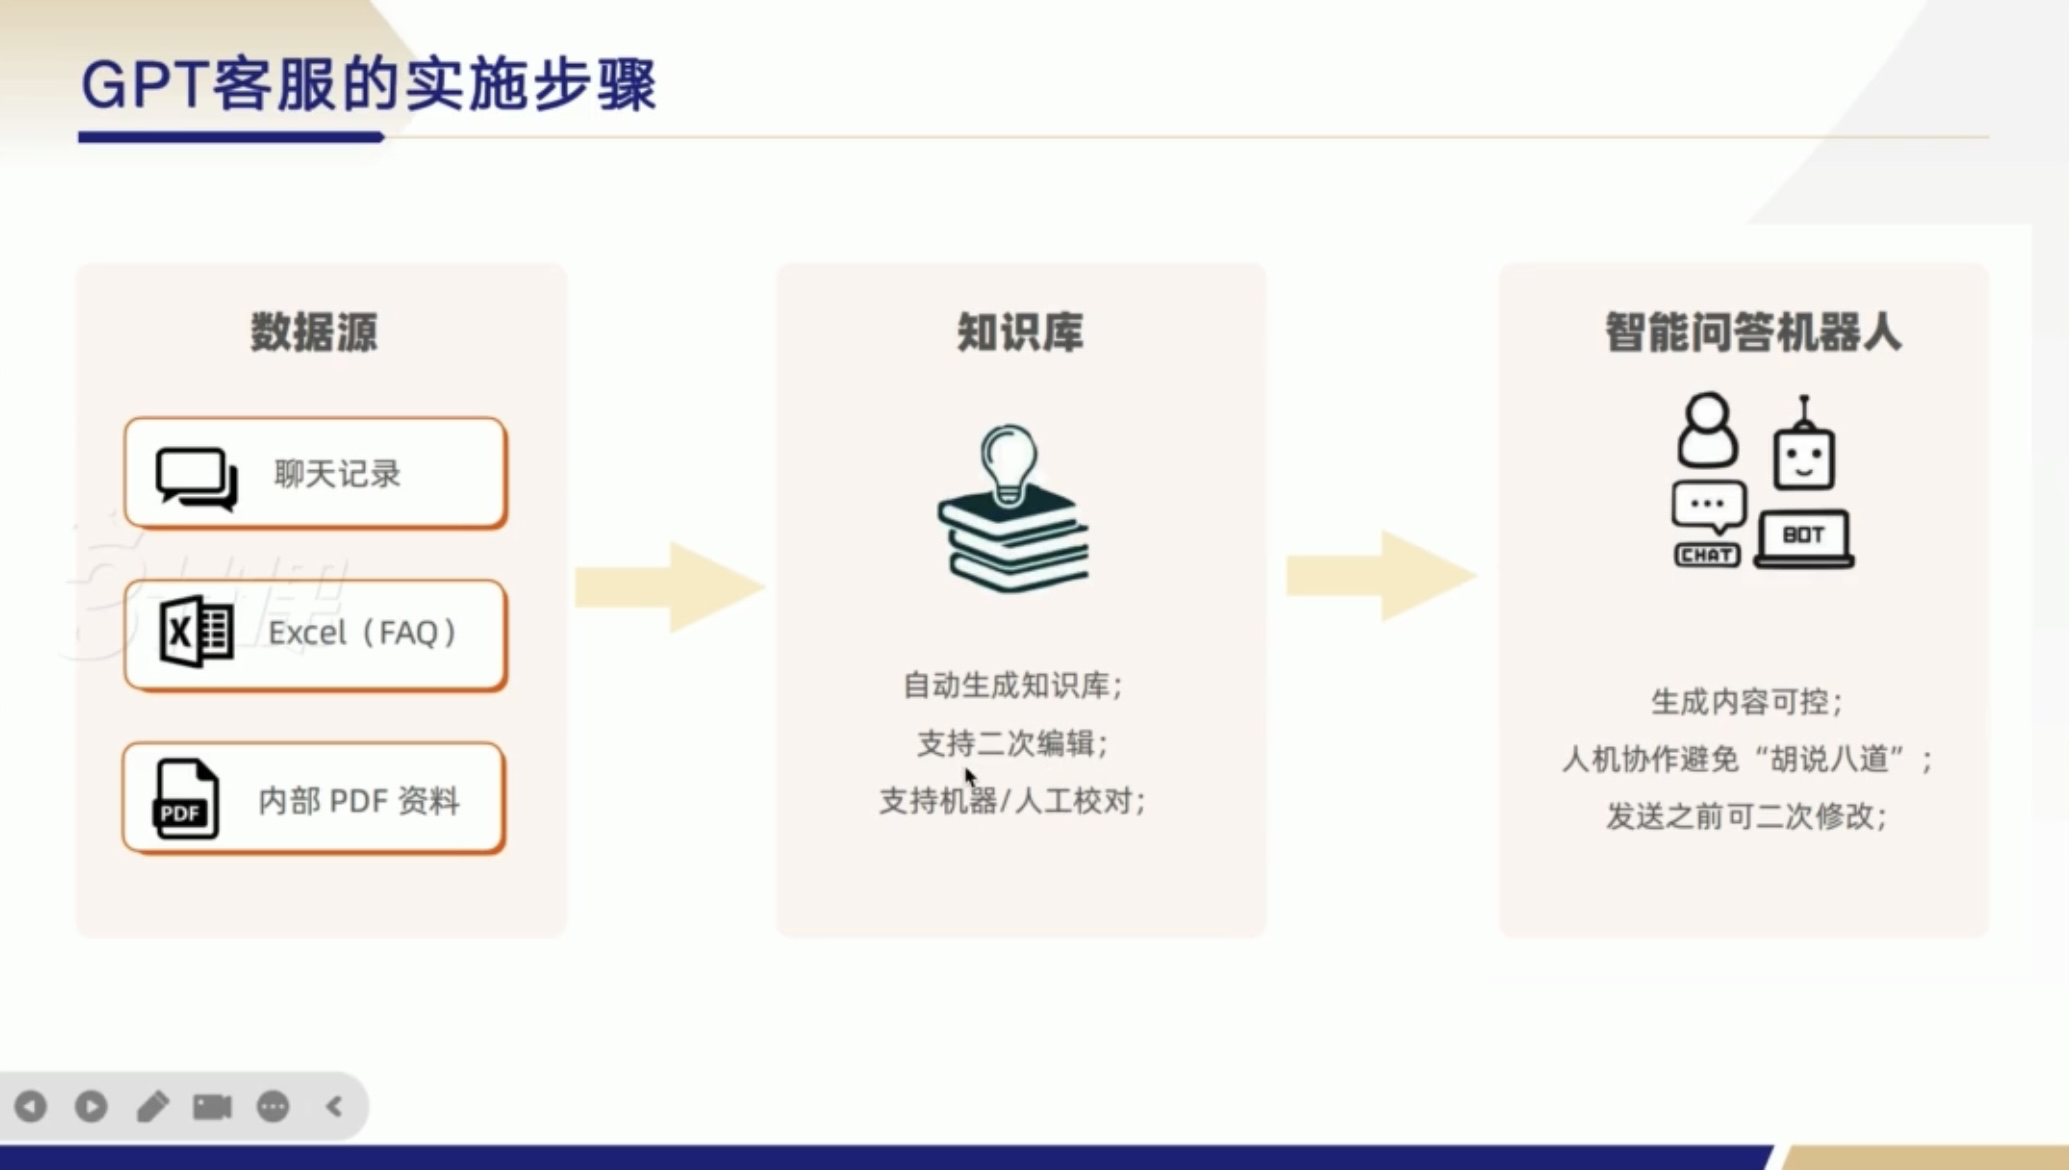 GPT客服的实施步骤
数据源
聊天记录
Excel（FAQ）
PDF
内部 PDF 资料
知识库
自动生成知识库；
支持二次编辑；
支持机器/人工校对；
智能问答机器人
CHAT
BOT
生成内容可控；
人机协作避免“胡说八道”；
发送之前可二次修改；